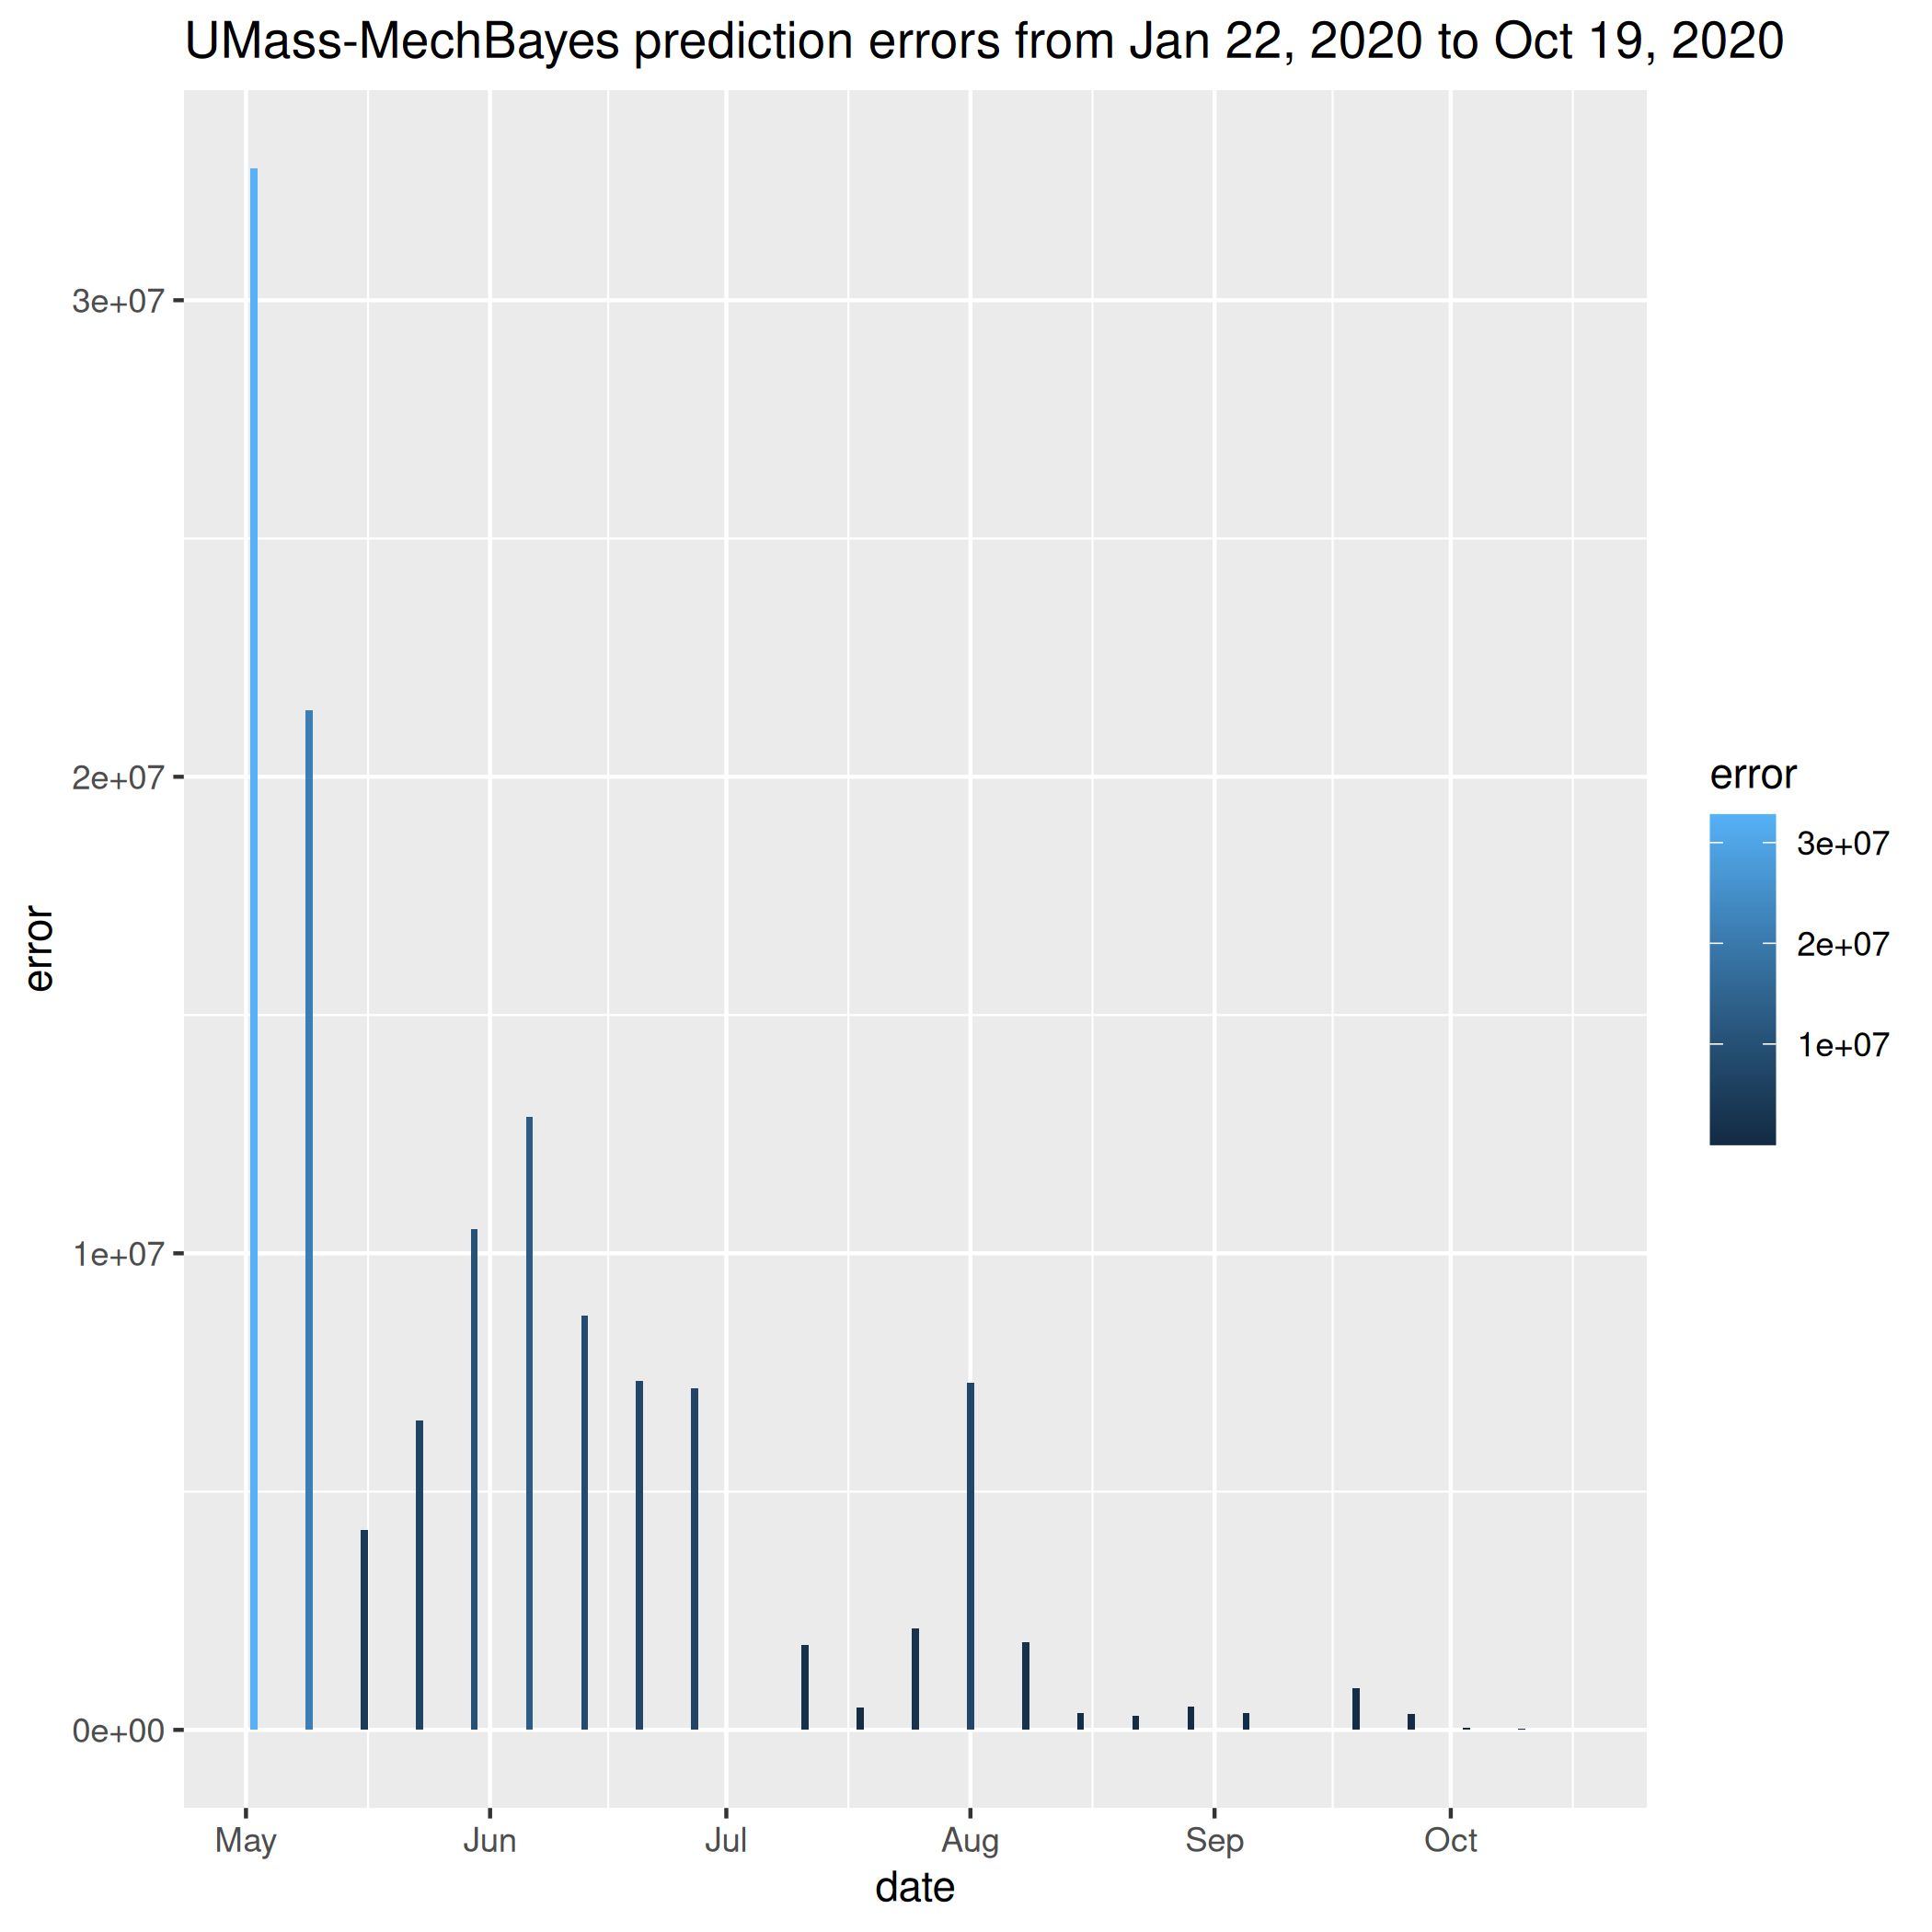 UMass-MechBayes prediction errors from Jan 22, 2020 to Oct 19, 2020
error
3e+07
2e+07
1e+07
0e+00
May Jun Jul Aug Sep Oct
date
error
3e+07
2e+07
1e+07